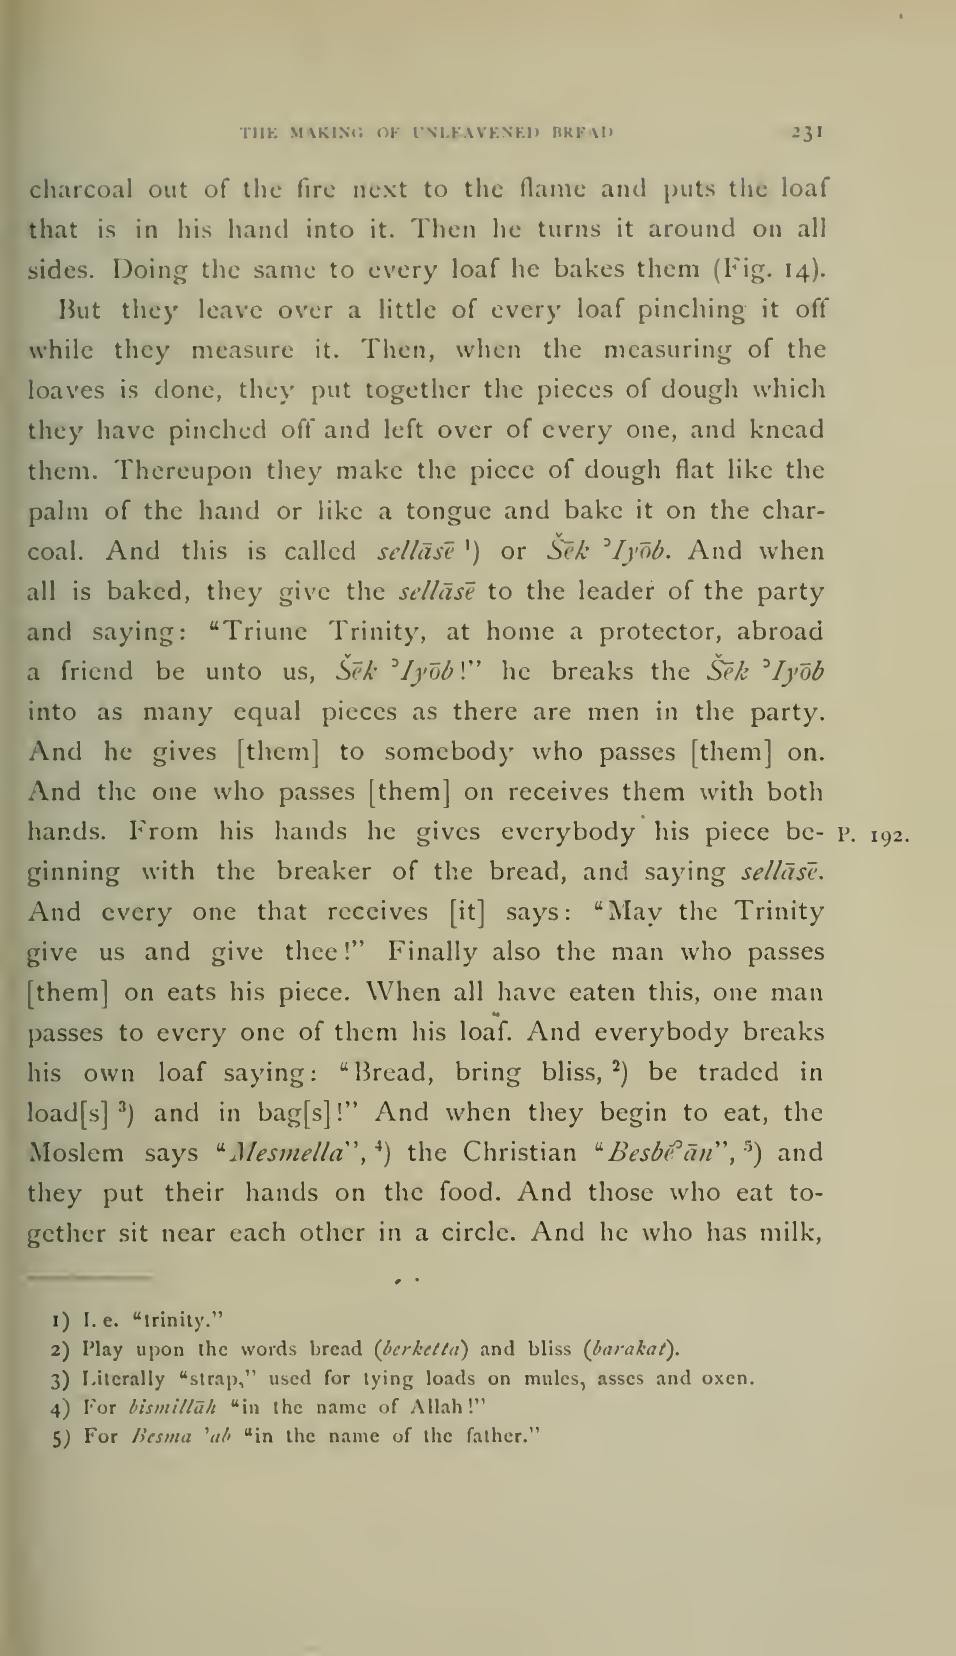 THE MAKING OF UNLEAVENED BREAD 231
charcoal out of the fire next to the flame and puts the loaf
that is in his hand into it. Then he turns it around on all
sides. Doing the same to every loaf he bakes them (Fig. 14).
But they leave over a little of every loaf pinching it off
while they measure it. Then, when the measuring of the
loaves is done, they put together the pieces of dough which
they have pinched off and left over of every one, and knead
them. Thereupon they make the piece of dough flat like the
palm of the hand or like a tongue and bake it on the char-
coal. And this is called sellāsē ¹) or Šēk ʾIyōb. And when
all is baked, they give the sellāsē to the leader of the party
and saying: “Triune Trinity, at home a protector, abroad
a friend be unto us, Šēk ʾIyōb!” he breaks the Šēk ʾIyōb
into as many equal pieces as there are men in the party.
And he gives [them] to somebody who passes [them] on.
And the one who passes [them] on receives them with both
hands. From his hands he gives everybody his piece be- P. 192.
ginning with the breaker of the bread, and saying sellāsē.
And every one that receives [it] says: “May the Trinity
give us and give thee!” Finally also the man who passes
[them] on eats his piece. When all have eaten this, one man
passes to every one of them his loaf. And everybody breaks
his own loaf saying: “Bread, bring bliss, ²) be traded in
load[s] ³) and in bag[s]!” And when they begin to eat, the
Moslem says “Mesmella”, ⁴) the Christian “Besbĕʾān”, ⁵) and
they put their hands on the food. And those who eat to-
gether sit near each other in a circle. And he who has milk,
1) I. e. “trinity.”
2) Play upon the words bread (berketta) and bliss (barakat).
3) Literally “strap,” used for tying loads on mules, asses and oxen.
4) For bismillāh “in the name of Allah!”
5) For Besma ʾab “in the name of the father.”